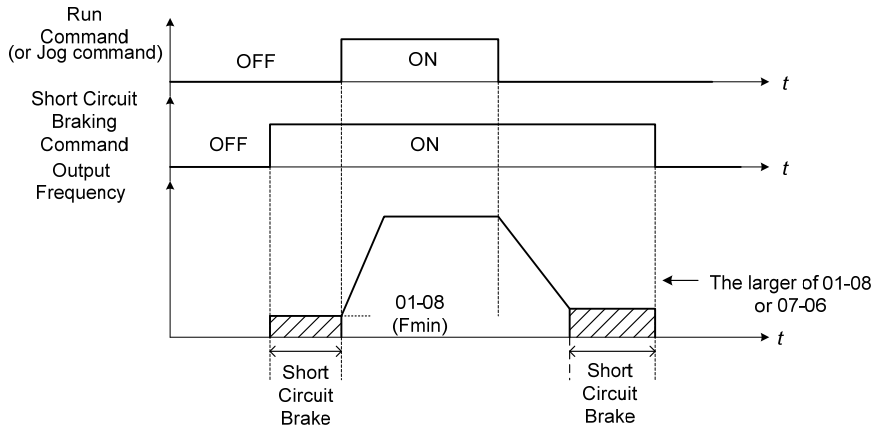 Run
Command
(or Jog command)
OFF
ON
t
Short Circuit
Braking
Command
OFF
ON
t
Output
Frequency
01-08
(Fmin)
The larger of 01-08
or 07-06
t
Short
Circuit
Brake
Short
Circuit
Brake